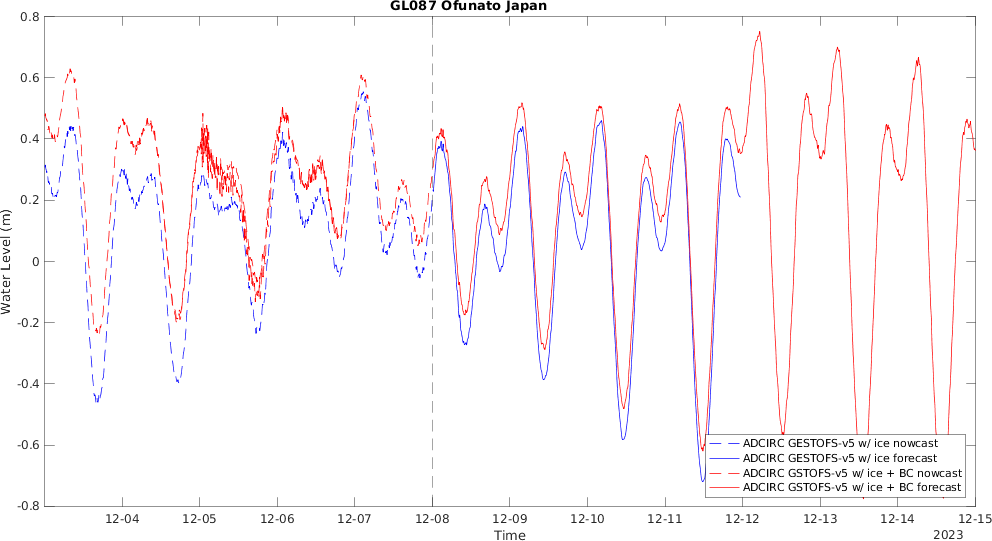 GL087 Ofunato Japan
0.8
0.6
0.4
0.2
0
-0.2
-0.4
-0.6
-0.8
Water Level (m)
ADCIRC GESTOFS-v5 w/ ice nowcast
ADCIRC GESTOFS-v5 w/ ice forecast
ADCIRC GSTOFS-v5 w/ ice + BC nowcast
ADCIRC GSTOFS-v5 w/ ice + BC forecast
12-04 12-05 12-06 12-07 12-08 12-09 12-10 12-11 12-12 12-13 12-14 12-15
Time
2023